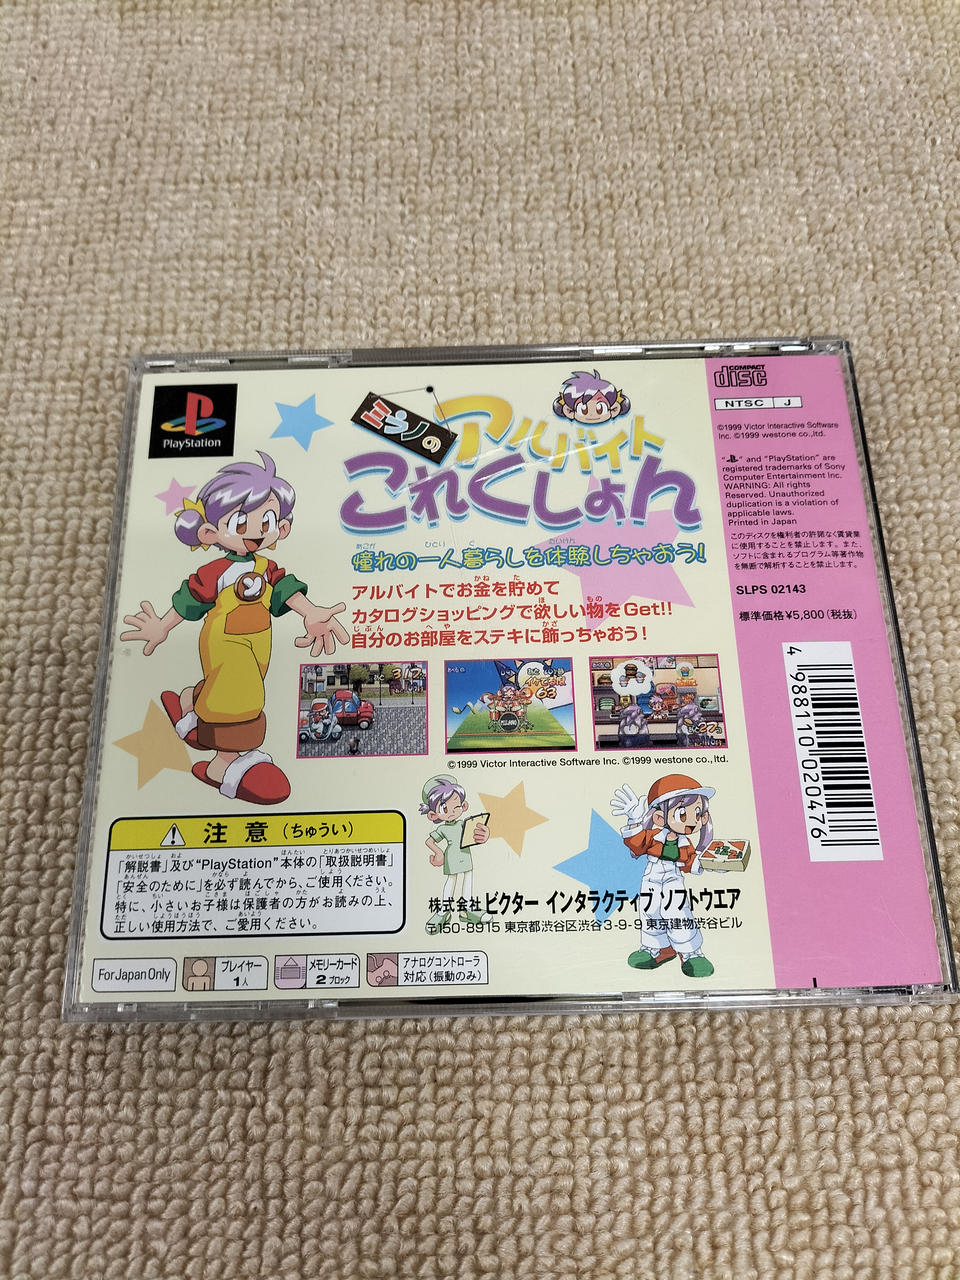 PlayStation
ミラノの
アルバイト
これくしょん
憧れの一人暮らしを体験しちゃおう!
アルバイトでお金を貯めて
カタログショッピングで欲しい物をGet!!
自分のお部屋をステキに飾っちゃおう!
©1999 Victor Interactive Software Inc. ©1999 westone co.,ltd.
注意(ちゅうい)
「解説書」及び“PlayStation”本体の「取扱説明書」
「安全のために」を必ず読んでから、ご使用ください。
特に、小さいお子様は保護者の方がお読みの上、
正しい使用方法で、ご愛用ください。
株式会社 ビクター インタラクティブ ソフトウエア
〒150-8915 東京都渋谷区渋谷3-9-9 東京建物渋谷ビル
For Japan Only
プレイヤー
1人
メモリーカード
2ブロック
アナログコントローラ
対応(振動のみ)
COMPACT
disc
NTSC J
©1999 Victor Interactive Software
Inc. ©1999 westone co.,ltd.
" " and "PlayStation" are
registered trademarks of Sony
Computer Entertainment Inc.
WARNING: All rights
Reserved. Unauthorized
duplication is a violation of
applicable laws.
Printed in Japan
このディスクを権利者の許諾なく賃貸業
に使用することを禁止します。また、
ソフトに含まれるプログラム等著作物
を無断で解析することを禁止します。
SLPS 02143
標準価格¥5,800(税抜)
4 988110 020476